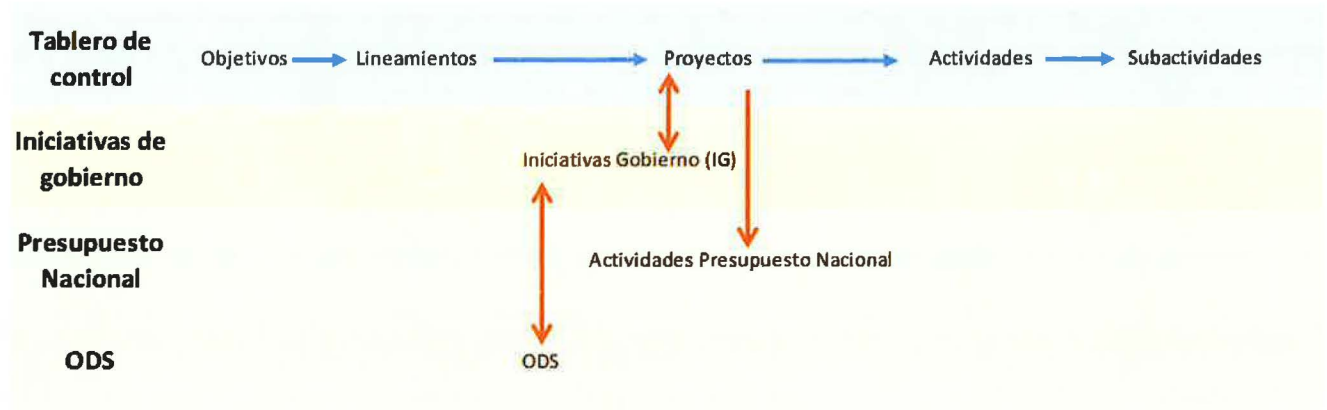 Tablero de
control
Objetivos Lineamientos Proyectos Actividades Subactividades
Iniciativas de
gobierno
Iniciativas Gobierno (IG)
Presupuesto
Nacional
Actividades Presupuesto Nacional
ODS
ODS